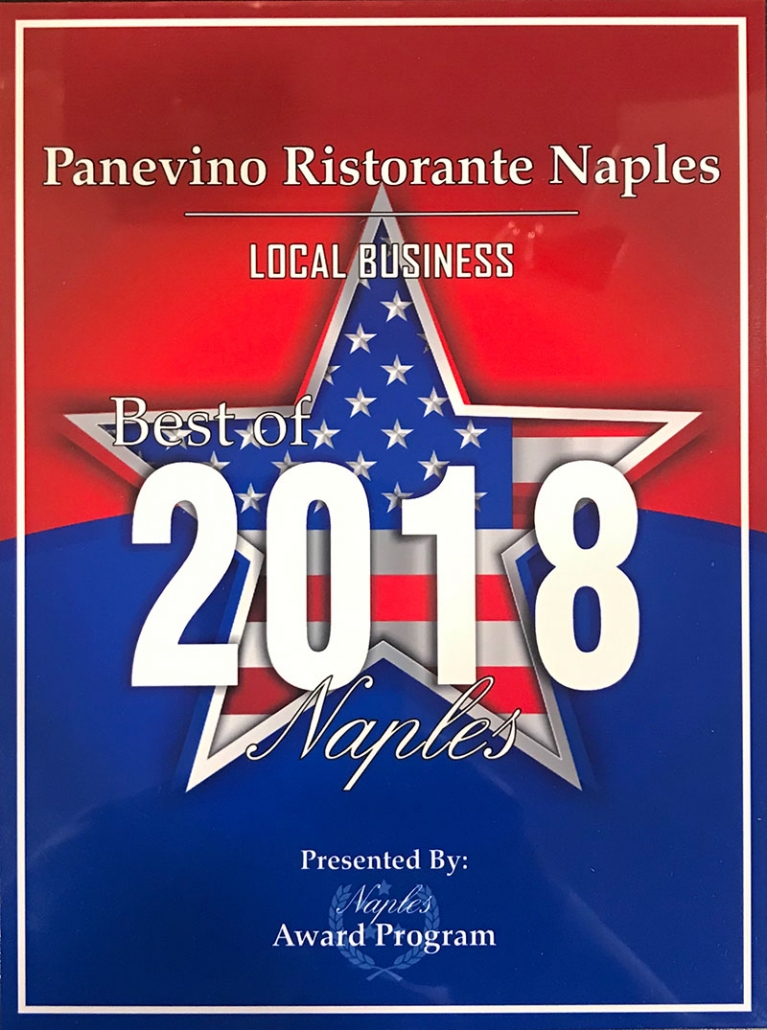 Panevino Ristorante Naples
LOCAL BUSINESS
Best of
2018
Naples
Presented By:
Naples
Award Program